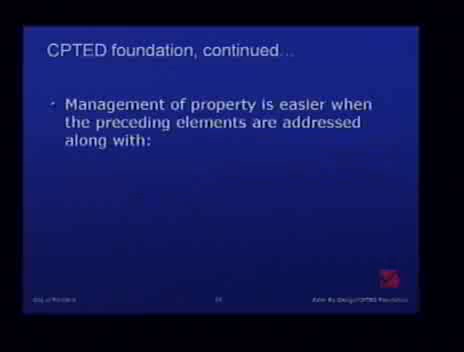 CPTED foundation, continued...
Management of property is easier when
the preceding elements are addressed
along with: